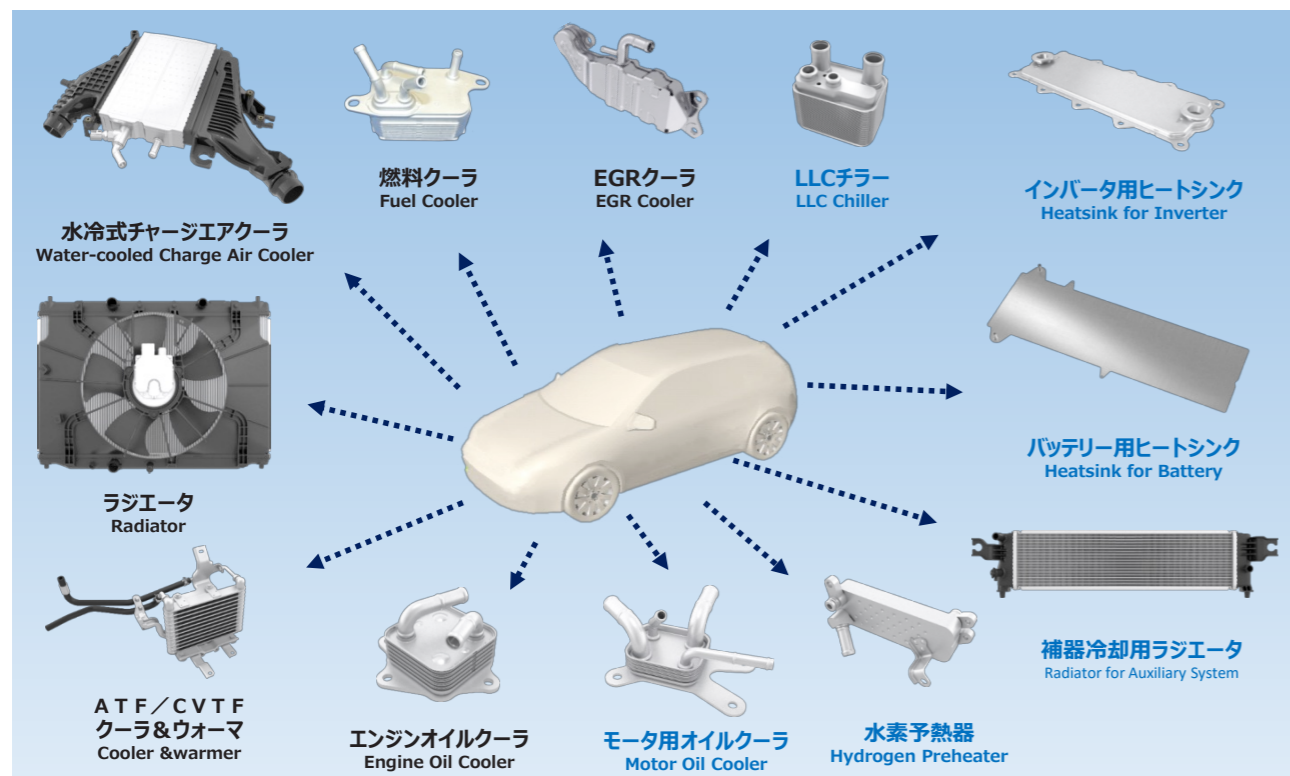 燃料クーラ
Fuel Cooler
EGRクーラ
EGR Cooler
LLCチラー
LLC Chiller
インバータ用ヒートシンク
Heatsink for Inverter
水冷式チャージエアクーラ
Water-cooled Charge Air Cooler
バッテリー用ヒートシンク
Heatsink for Battery
ラジエータ
Radiator
補器冷却用ラジエータ
Radiator for Auxiliary System
ＡＴＦ／ＣＶＴＦ
クーラ&ウォーマ
Cooler &warmer
エンジンオイルクーラ
Engine Oil Cooler
モータ用オイルクーラ
Motor Oil Cooler
水素予熱器
Hydrogen Preheater